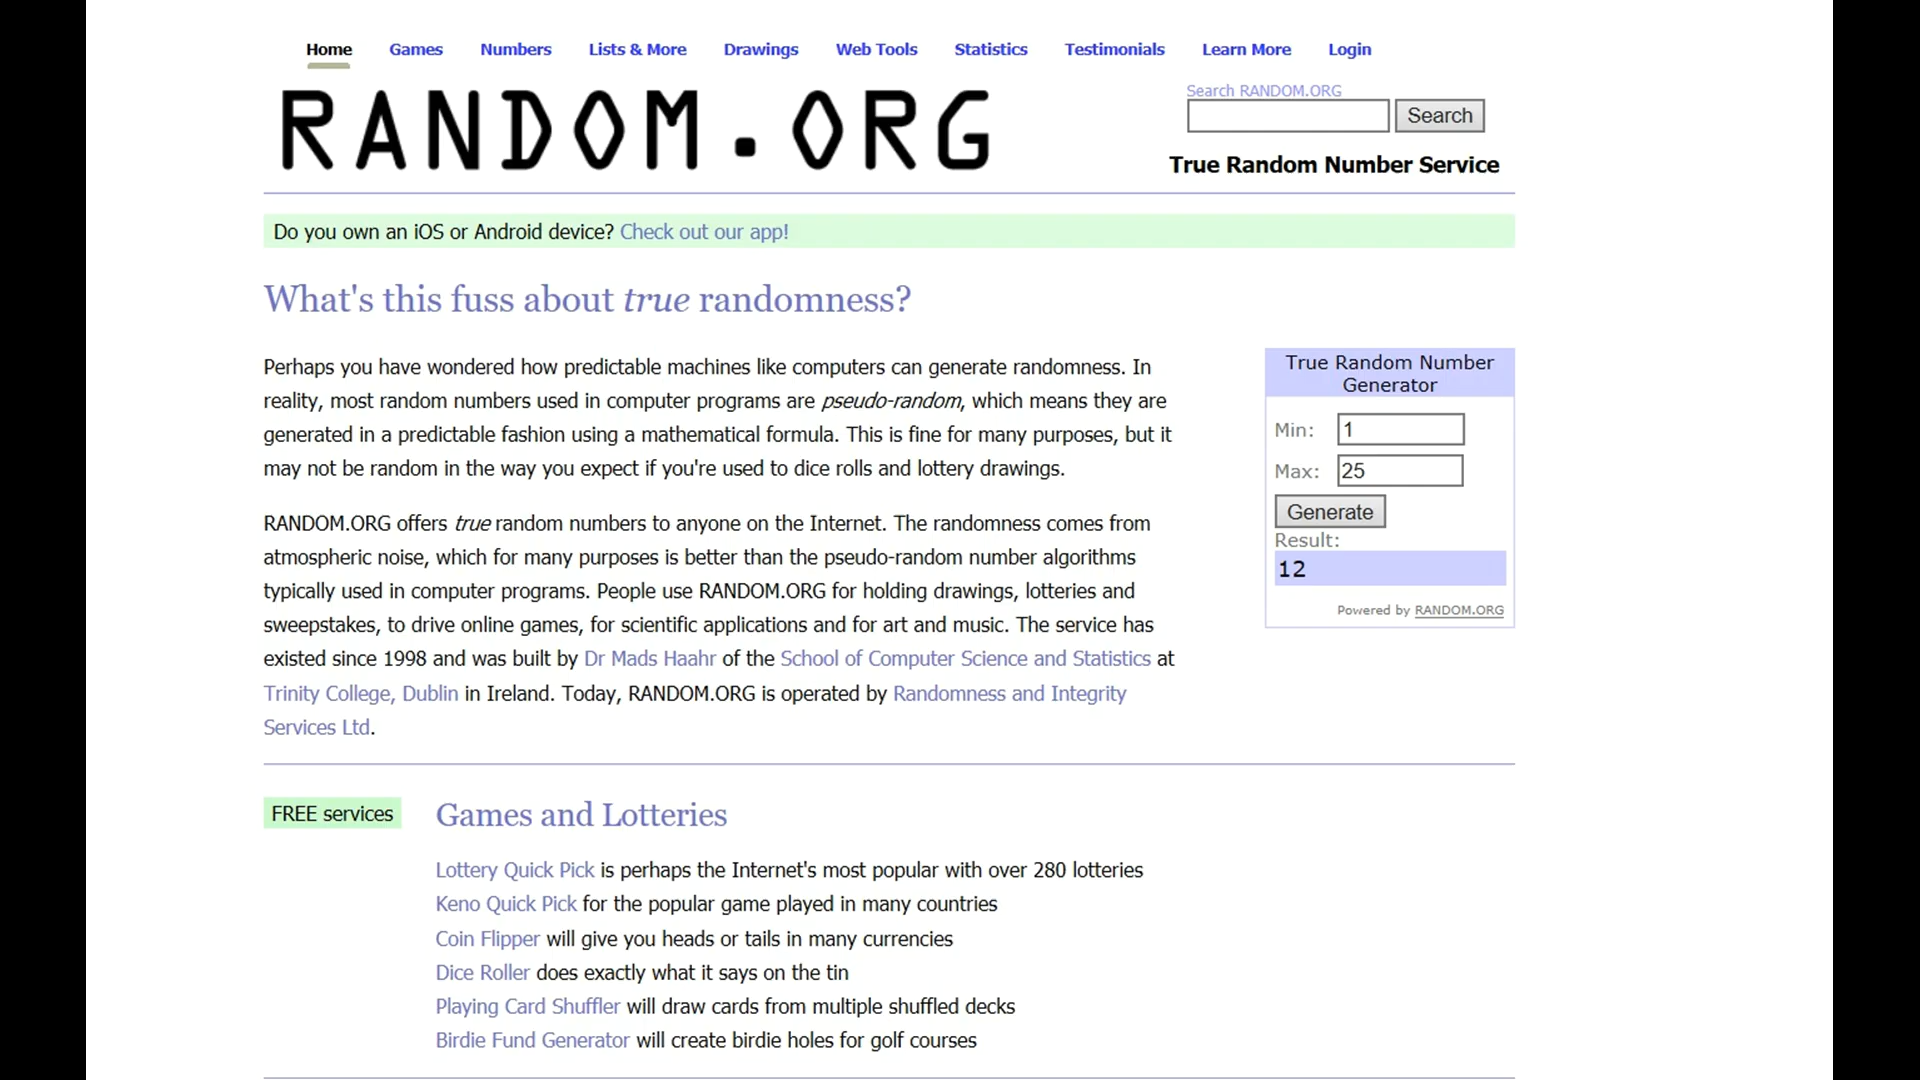 Home Games Numbers Lists & More Drawings Web Tools Statistics Testimonials Learn More Login
RANDOM.ORG
Search RANDOM.ORG
Search
True Random Number Service
Do you own an iOS or Android device? Check out our app!
What's this fuss about true randomness?
Perhaps you have wondered how predictable machines like computers can generate randomness. In
reality, most random numbers used in computer programs are pseudo-random, which means they are
generated in a predictable fashion using a mathematical formula. This is fine for many purposes, but it
may not be random in the way you expect if you're used to dice rolls and lottery drawings.
RANDOM.ORG offers true random numbers to anyone on the Internet. The randomness comes from
atmospheric noise, which for many purposes is better than the pseudo-random number algorithms
typically used in computer programs. People use RANDOM.ORG for holding drawings, lotteries and
sweepstakes, to drive online games, for scientific applications and for art and music. The service has
existed since 1998 and was built by Dr Mads Haahr of the School of Computer Science and Statistics at
Trinity College, Dublin in Ireland. Today, RANDOM.ORG is operated by Randomness and Integrity
Services Ltd.
True Random Number
Generator
Min: 1
Max: 25
Generate
Result:
12
Powered by RANDOM.ORG
FREE services
Games and Lotteries
Lottery Quick Pick is perhaps the Internet's most popular with over 280 lotteries
Keno Quick Pick for the popular game played in many countries
Coin Flipper will give you heads or tails in many currencies
Dice Roller does exactly what it says on the tin
Playing Card Shuffler will draw cards from multiple shuffled decks
Birdie Fund Generator will create birdie holes for golf courses